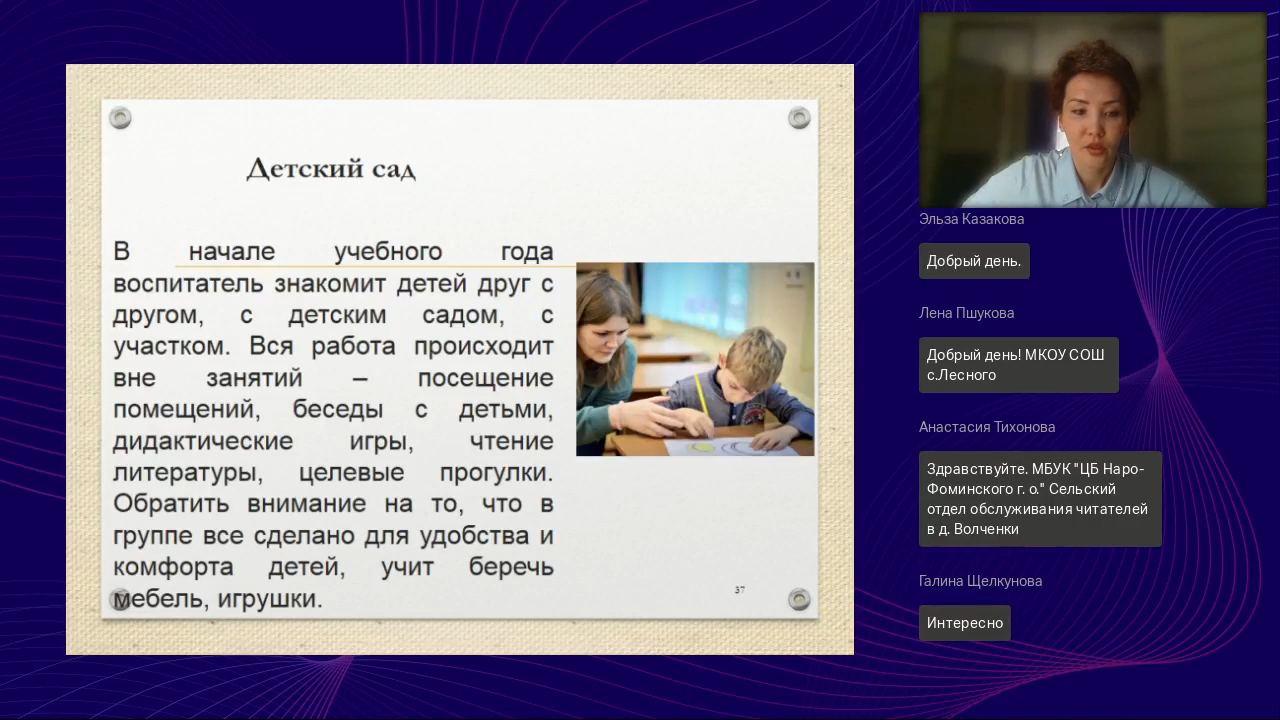 Детский сад
В начале учебного года
воспитатель знакомит детей друг с
другом, с детским садом, с
участком. Вся работа происходит
вне занятий – посещение
помещений, беседы с детьми,
дидактические игры, чтение
литературы, целевые прогулки.
Обратить внимание на то, что в
группе все сделано для удобства и
комфорта детей, учит беречь
мебель, игрушки.
37
Эльза Казакова
Добрый день.
Лена Пшукова
Добрый день! МКОУ СОШ
с.Лесного
Анастасия Тихонова
Здравствуйте. МБУК "ЦБ Наро-
Фоминского г. о." Сельский
отдел обслуживания читателей
в д. Волченки
Галина Щелкунова
Интересно